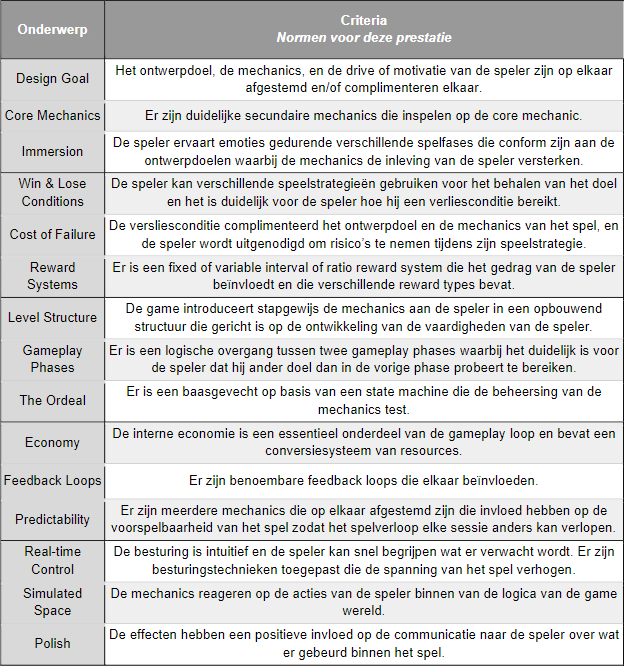 Onderwerp
Criteria
Normen voor deze prestatie
Design Goal
Het ontwerpdoel, de mechanics, en de drive of motivatie van de speler zijn op elkaar
afgestemd en/of complimenteren elkaar.
Core Mechanics
Er zijn duidelijke secundaire mechanics die inspelen op de core mechanic.
Immersion
De speler ervaart emoties gedurende verschillende spelfases die conform zijn aan de
ontwerpdoelen waarbij de mechanics de inleving van de speler versterken.
Win & Lose
Conditions
De speler kan verschillende speelstrategieën gebruiken voor het behalen van het doel
en het is duidelijk voor de speler hoe hij een verliesconditie bereikt.
Cost of Failure
De versliesconditie complimenteerd het ontwerpdoel en de mechanics van het spel, en
de speler wordt uitgenodigd om risico's te nemen tijdens zijn speelstrategie.
Reward
Systems
Er is een fixed of variable interval of ratio reward system die het gedrag van de speler
beïnvloedt en die verschillende reward types bevat.
Level Structure
De game introduceert stapgewijs de mechanics aan de speler in een opbouwend
structuur die gericht is op de ontwikkeling van de vaardigheden van de speler.
Gameplay
Phases
Er is een logische overgang tussen twee gameplay phases waarbij het duidelijk is voor
de speler dat hij ander doel dan in de vorige phase probeert te bereiken.
The Ordeal
Er is een baasgevecht op basis van een state machine die de beheersing van de
mechanics test.
Economy
De interne economie is een essentieel onderdeel van de gameplay loop en bevat een
conversiesysteem van resources.
Feedback Loops
Er zijn benoembare feedback loops die elkaar beïnvloeden.
Predictability
Er zijn meerdere mechanics die op elkaar afgestemd zijn die invloed hebben op de
voorspelbaarheid van het spel zodat het spelverloop elke sessie anders kan verlopen.
Real-time
Control
De besturing is intuitief en de speler kan snel begrijpen wat er verwacht wordt. Er zijn
besturingstechnieken toegepast die de spanning van het spel verhogen.
Simulated
Space
De mechanics reageren op de acties van de speler binnen van de logica van de game
wereld.
Polish
De effecten hebben een positieve invloed op de communicatie naar de speler over wat
er gebeurd binnen het spel.